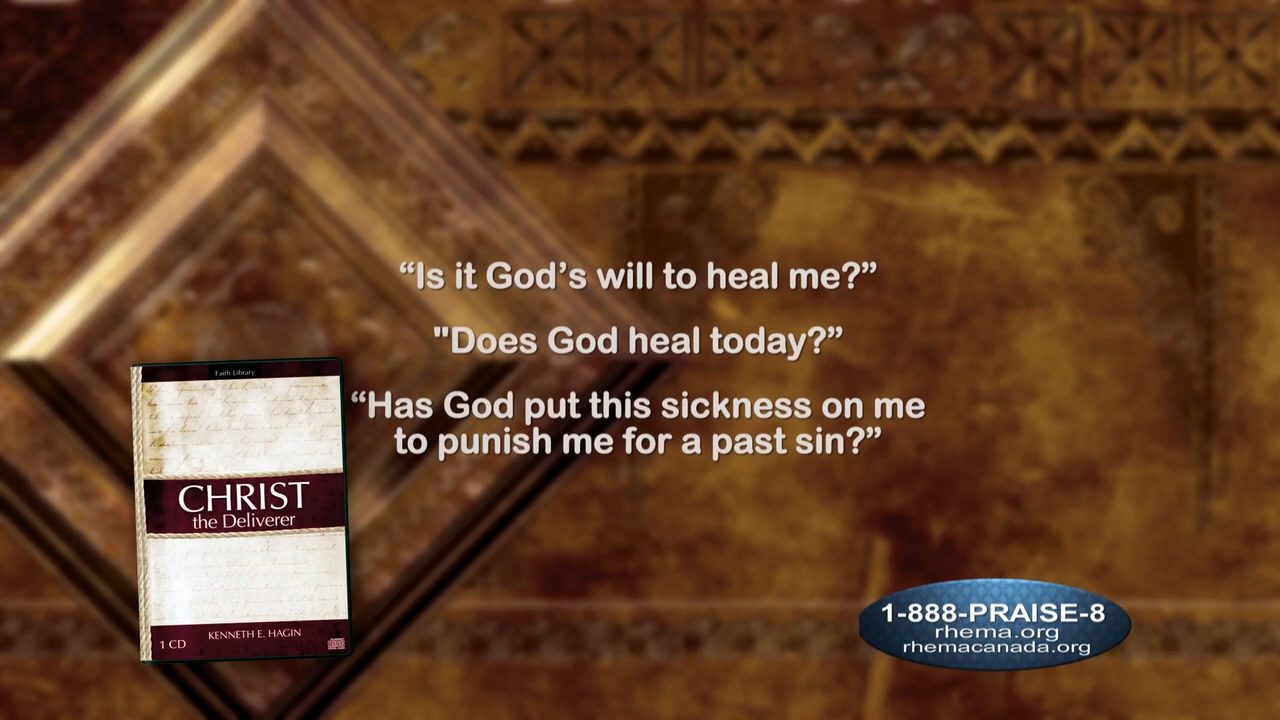 “Is it God’s will to heal me?”
"Does God heal today?”
“Has God put this sickness on me
to punish me for a past sin?”
Faith Library
CHRIST
the Deliverer
KENNETH E. HAGIN
1 CD
1-888-PRAISE-8
rhema.org
rhemacanada.org